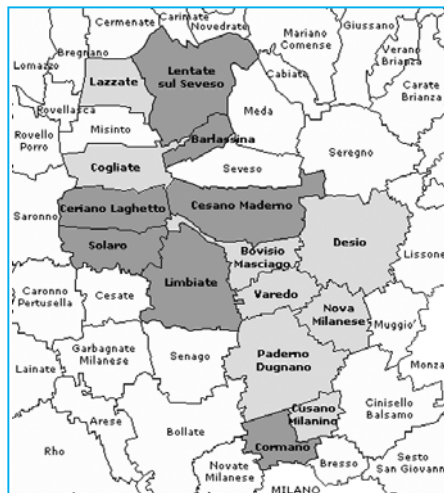 Cermenate
Carimate
Novedrate
Giussano
Mariano
Comense
Bregnano
Lomazzo
Lentate
sul Seveso
Cabiate
Verano
Brianza
Lazzate
Carate
Brianza
Rovellasca
Meda
Misinto
Barlassina
Rovello
Porro
Seregno
Cogliate
Seveso
Saronno
Ceriano Laghetto
Cesano Maderno
Desio
Solaro
Bovisio
Masciago
Lissone
Limbiate
Caronno
Pertusella
Cesate
Varedo
Nova
Milanese
Muggio'
Garbagnate
Milanese
Senago
Paderno
Dugnano
Monza
Lainate
Cusano
Milanino
Cinisello
Balsamo
Arese
Bollate
Cormano
Rho
Novate
Milanese
Bresso
Sesto
San Giovann
MILANO